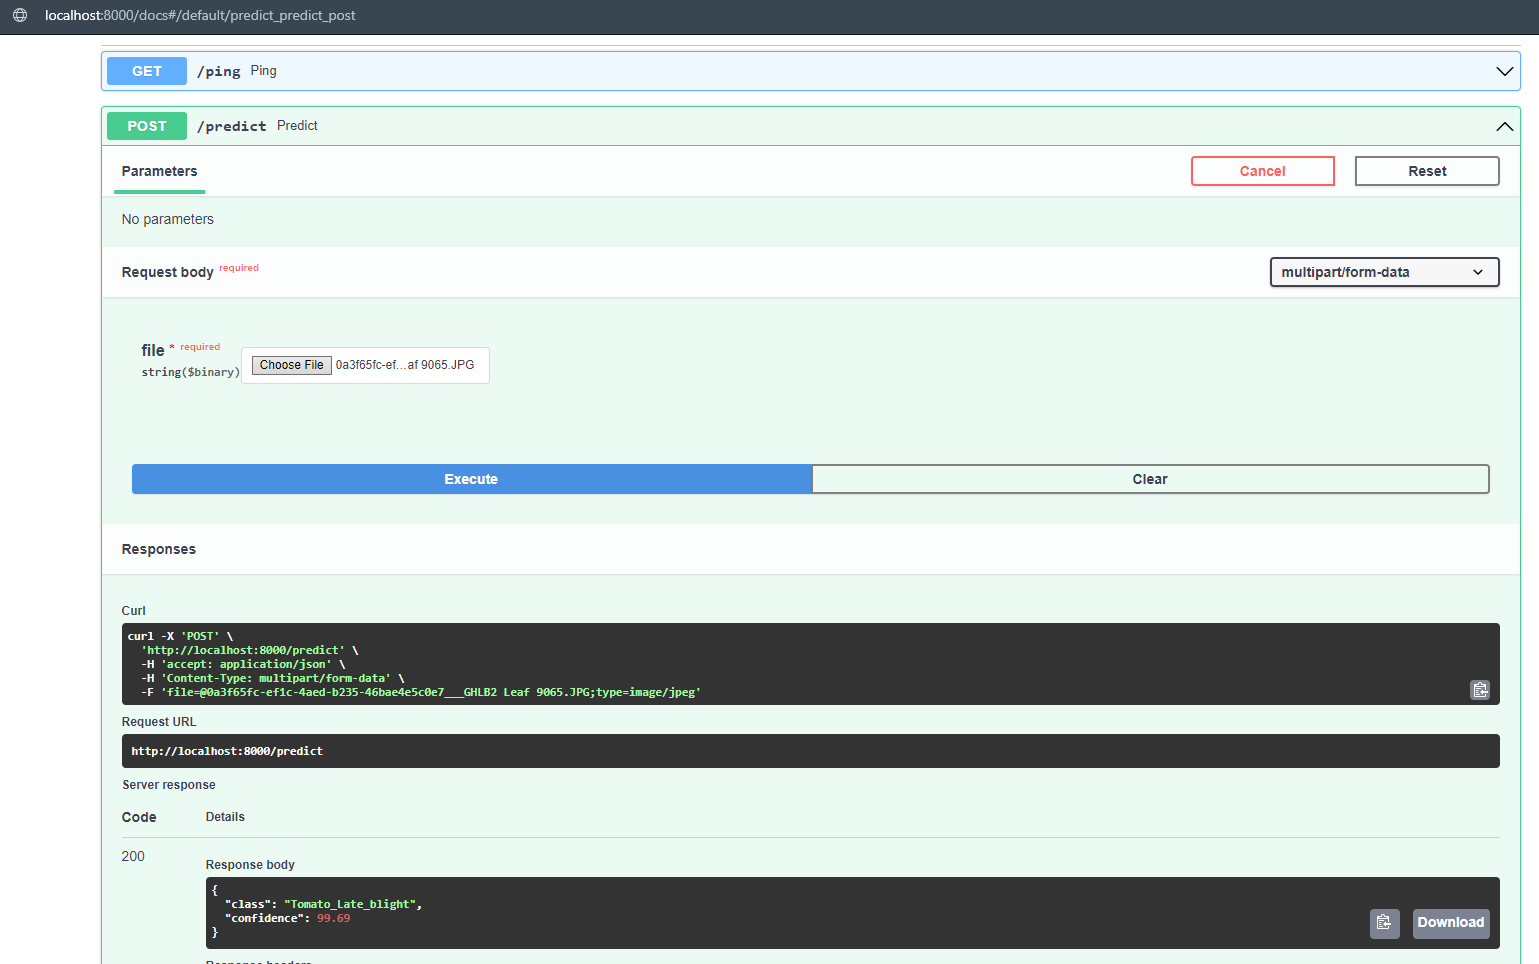 localhost:8000/docs#/default/predict_predict_post
GET /ping Ping
POST /predict Predict
Parameters
Cancel
Reset
No parameters
Request body required
multipart/form-data
file * required
string($binary)
Choose File 0a3f65fc-ef...af 9065.JPG
Execute
Clear
Responses
Curl
curl -X 'POST' \
'http://localhost:8000/predict' \
-H 'accept: application/json' \
-H 'Content-Type: multipart/form-data' \
-F 'file=@0a3f65fc-ef1c-4aed-b235-46bae4e5c0e7___GHLB2 Leaf 9065.JPG;type=image/jpeg'
Request URL
http://localhost:8000/predict
Server response
Code Details
200
Response body
{
"class": "Tomato_Late_blight",
"confidence": 99.69
}
Download